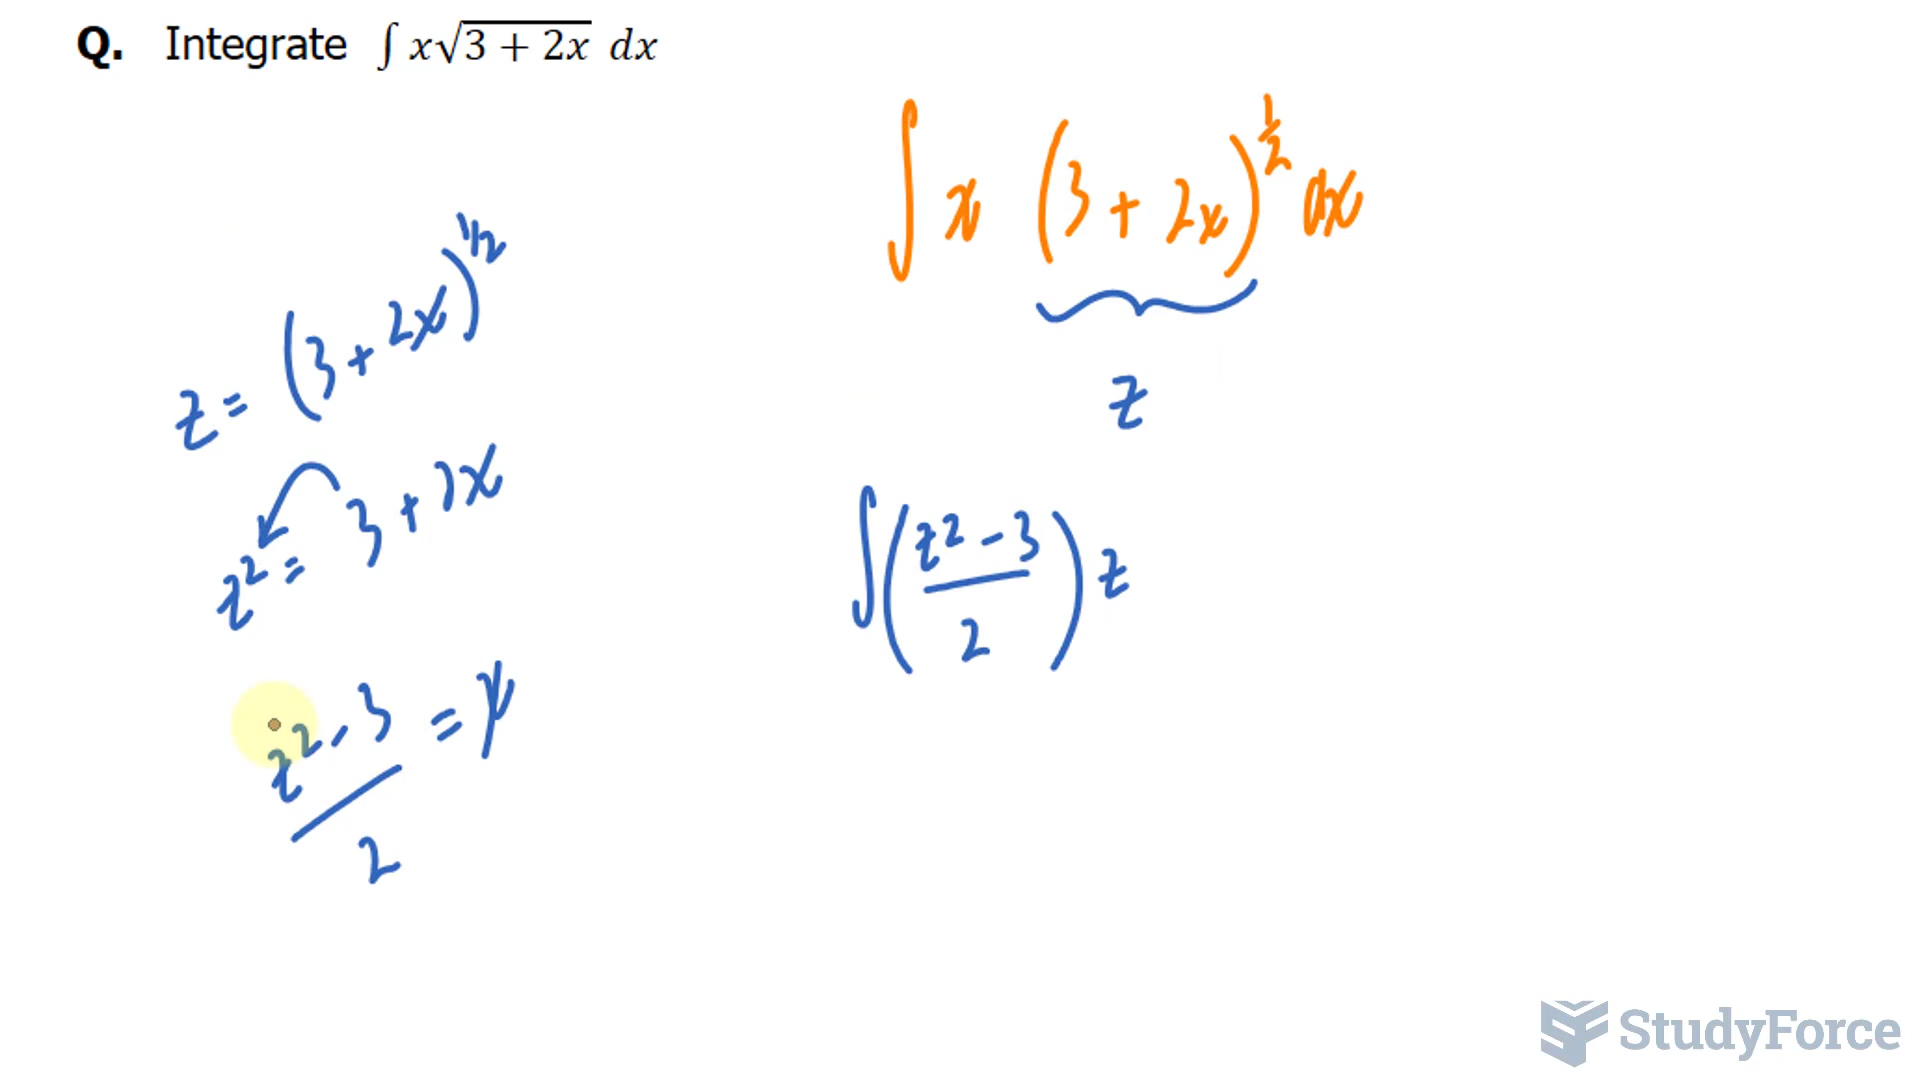 Q. Integrate ∫ x√(3 + 2x) dx
∫ x (3 + 2x)^(1/2) dx
z
z = (3 + 2x)^(1/2)
z² = 3 + 2x
(z² - 3)/2 = x
∫ ((z² - 3)/2) z
StudyForce